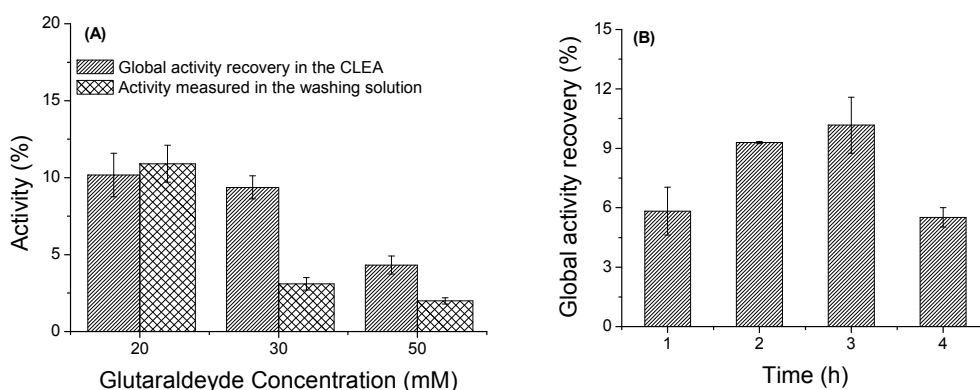 (A)
Global activity recovery in the CLEA
Activity measured in the washing solution
Activity (%)
20
15
10
5
0
20 30 50
Glutaraldeyde Concentration (mM)
(B)
Global activity recovery (%)
15
12
9
6
3
0
1 2 3 4
Time (h)